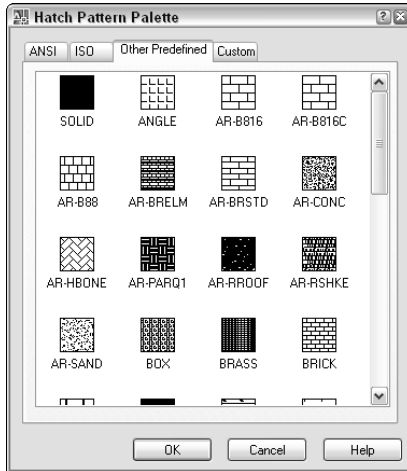 Hatch Pattern Palette
ANSI ISO Other Predefined Custom
SOLID ANGLE AR-B816 AR-B816C
AR-B88 AR-BRELM AR-BRSTD AR-CONC
AR-HBONE AR-PARQ1 AR-RROOF AR-RSHKE
AR-SAND BOX BRASS BRICK
OK Cancel Help